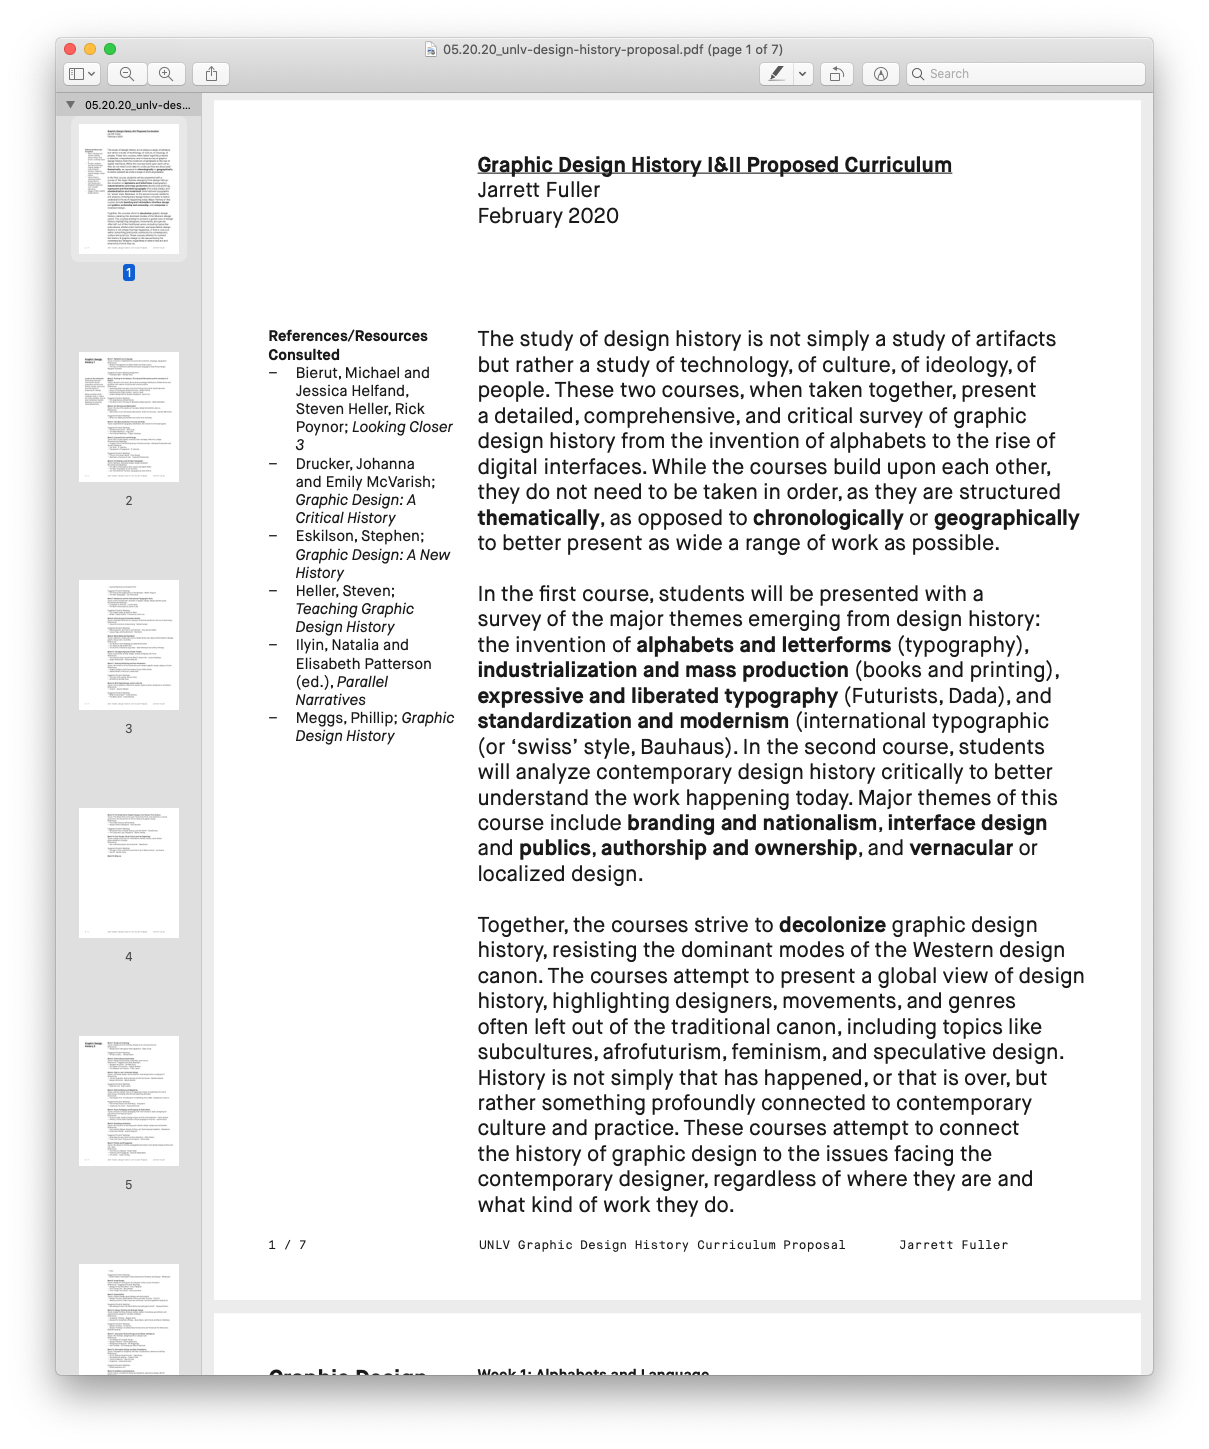 05.20.20_unlv-design-history-proposal.pdf (page 1 of 7)
Search
05.20.20_unlv-des...
1
2
3
4
5
Graphic Design History I&II Proposed Curriculum
Jarrett Fuller
February 2020
References/Resources
Consulted
– Bierut, Michael and
Jessica Helfand,
Steven Heller, Rick
Poynor; Looking Closer
3
– Drucker, Johanna
and Emily McVarish;
Graphic Design: A
Critical History
– Eskilson, Stephen;
Graphic Design: A New
History
– Heller, Steven;
Teaching Graphic
Design History
– Ilyin, Natalia and
Elisabeth Patterson
(ed.), Parallel
Narratives
– Meggs, Phillip; Graphic
Design History
The study of design history is not simply a study of artifacts
but rather a study of technology, of culture, of ideology, of
people. These two courses, when taken together, present
a detailed, comprehensive, and critical survey of graphic
design history from the invention of alphabets to the rise of
digital interfaces. While the courses build upon each other,
they do not need to be taken in order, as they are structured
thematically, as opposed to chronologically or geographically
to better present as wide a range of work as possible.
In the first course, students will be presented with a
survey of the major themes emerging from design history:
the invention of alphabets and letterforms (typography),
industrialization and mass production (books and printing),
expressive and liberated typography (Futurists, Dada), and
standardization and modernism (international typographic
(or ‘swiss’ style, Bauhaus). In the second course, students
will analyze contemporary design history critically to better
understand the work happening today. Major themes of this
course include branding and nationalism, interface design
and publics, authorship and ownership, and vernacular or
localized design.
Together, the courses strive to decolonize graphic design
history, resisting the dominant modes of the Western design
canon. The courses attempt to present a global view of design
history, highlighting designers, movements, and genres
often left out of the traditional canon, including topics like
subcultures, afrofuturism, feminism, and speculative design.
History is not simply that has happened, or that is over, but
rather something profoundly connected to contemporary
culture and practice. These courses attempt to connect
the history of graphic design to the issues facing the
contemporary designer, regardless of where they are and
what kind of work they do.
1 / 7 UNLV Graphic Design History Curriculum Proposal Jarrett Fuller
Graphic Design Week 1: Alphabets and Language